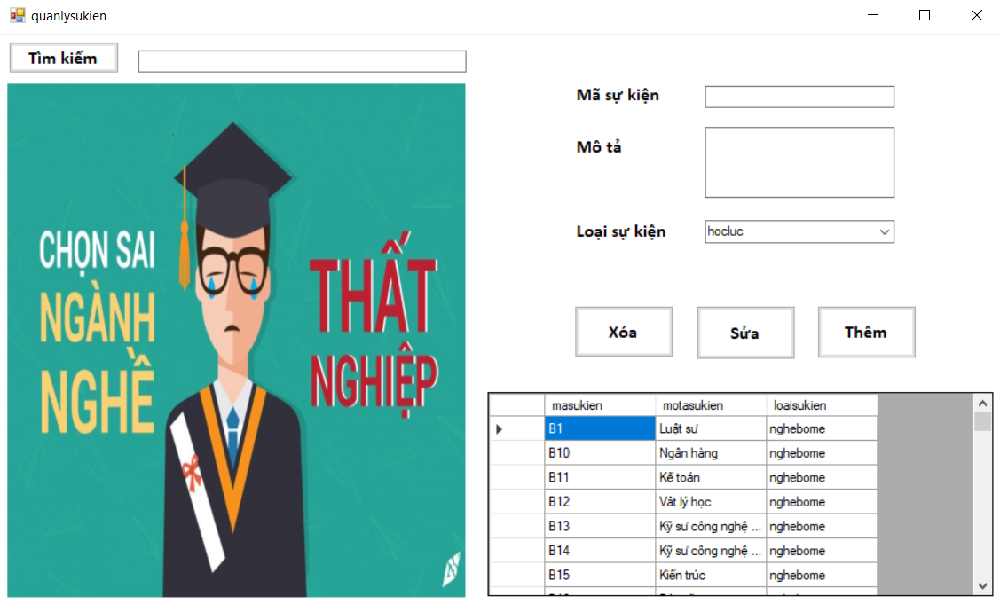 quanlysukien
Tìm kiếm
CHỌN SAI
NGÀNH
NGHỀ
THẤT
NGHIỆP
Mã sự kiện
Mô tả
Loại sự kiện
hocluc
Xóa
Sửa
Thêm
masukien motasukien loaisukien
B1 Luật sư nghebome
B10 Ngân hàng nghebome
B11 Kế toán nghebome
B12 Vât lý học nghebome
B13 Kỹ sư công nghệ ... nghebome
B14 Kỹ sư công nghệ ... nghebome
B15 Kiến trúc nghebome